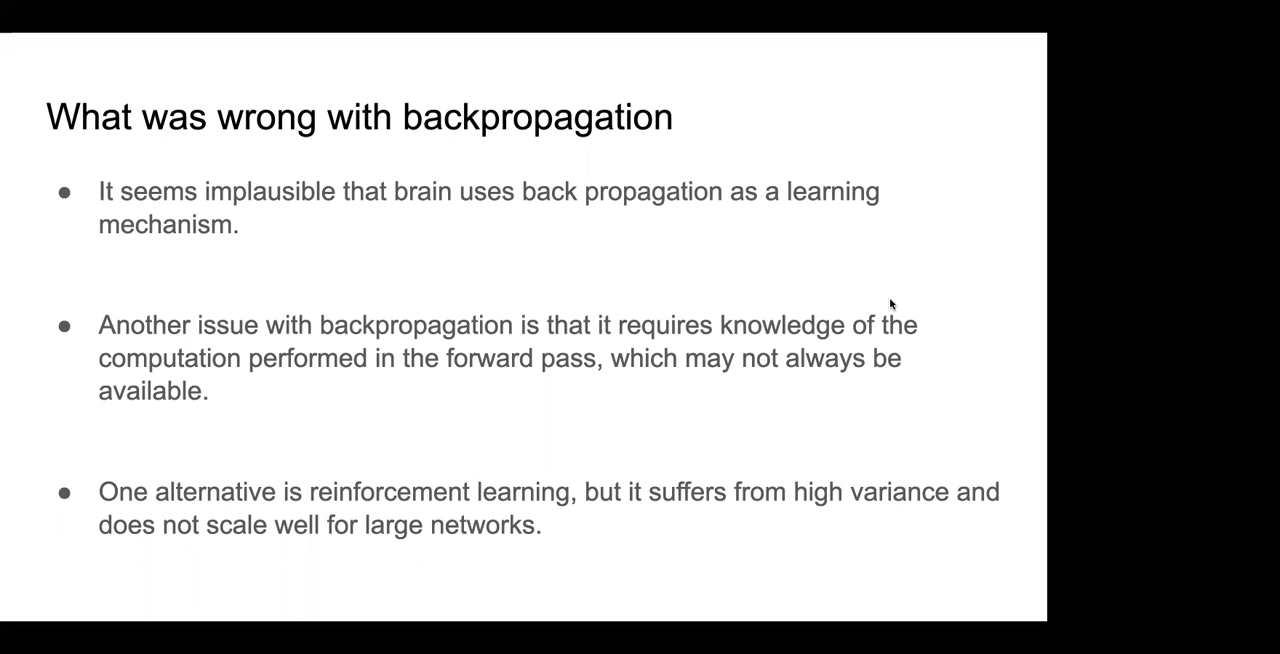 What was wrong with backpropagation
● It seems implausible that brain uses back propagation as a learning
mechanism.
● Another issue with backpropagation is that it requires knowledge of the
computation performed in the forward pass, which may not always be
available.
● One alternative is reinforcement learning, but it suffers from high variance and
does not scale well for large networks.